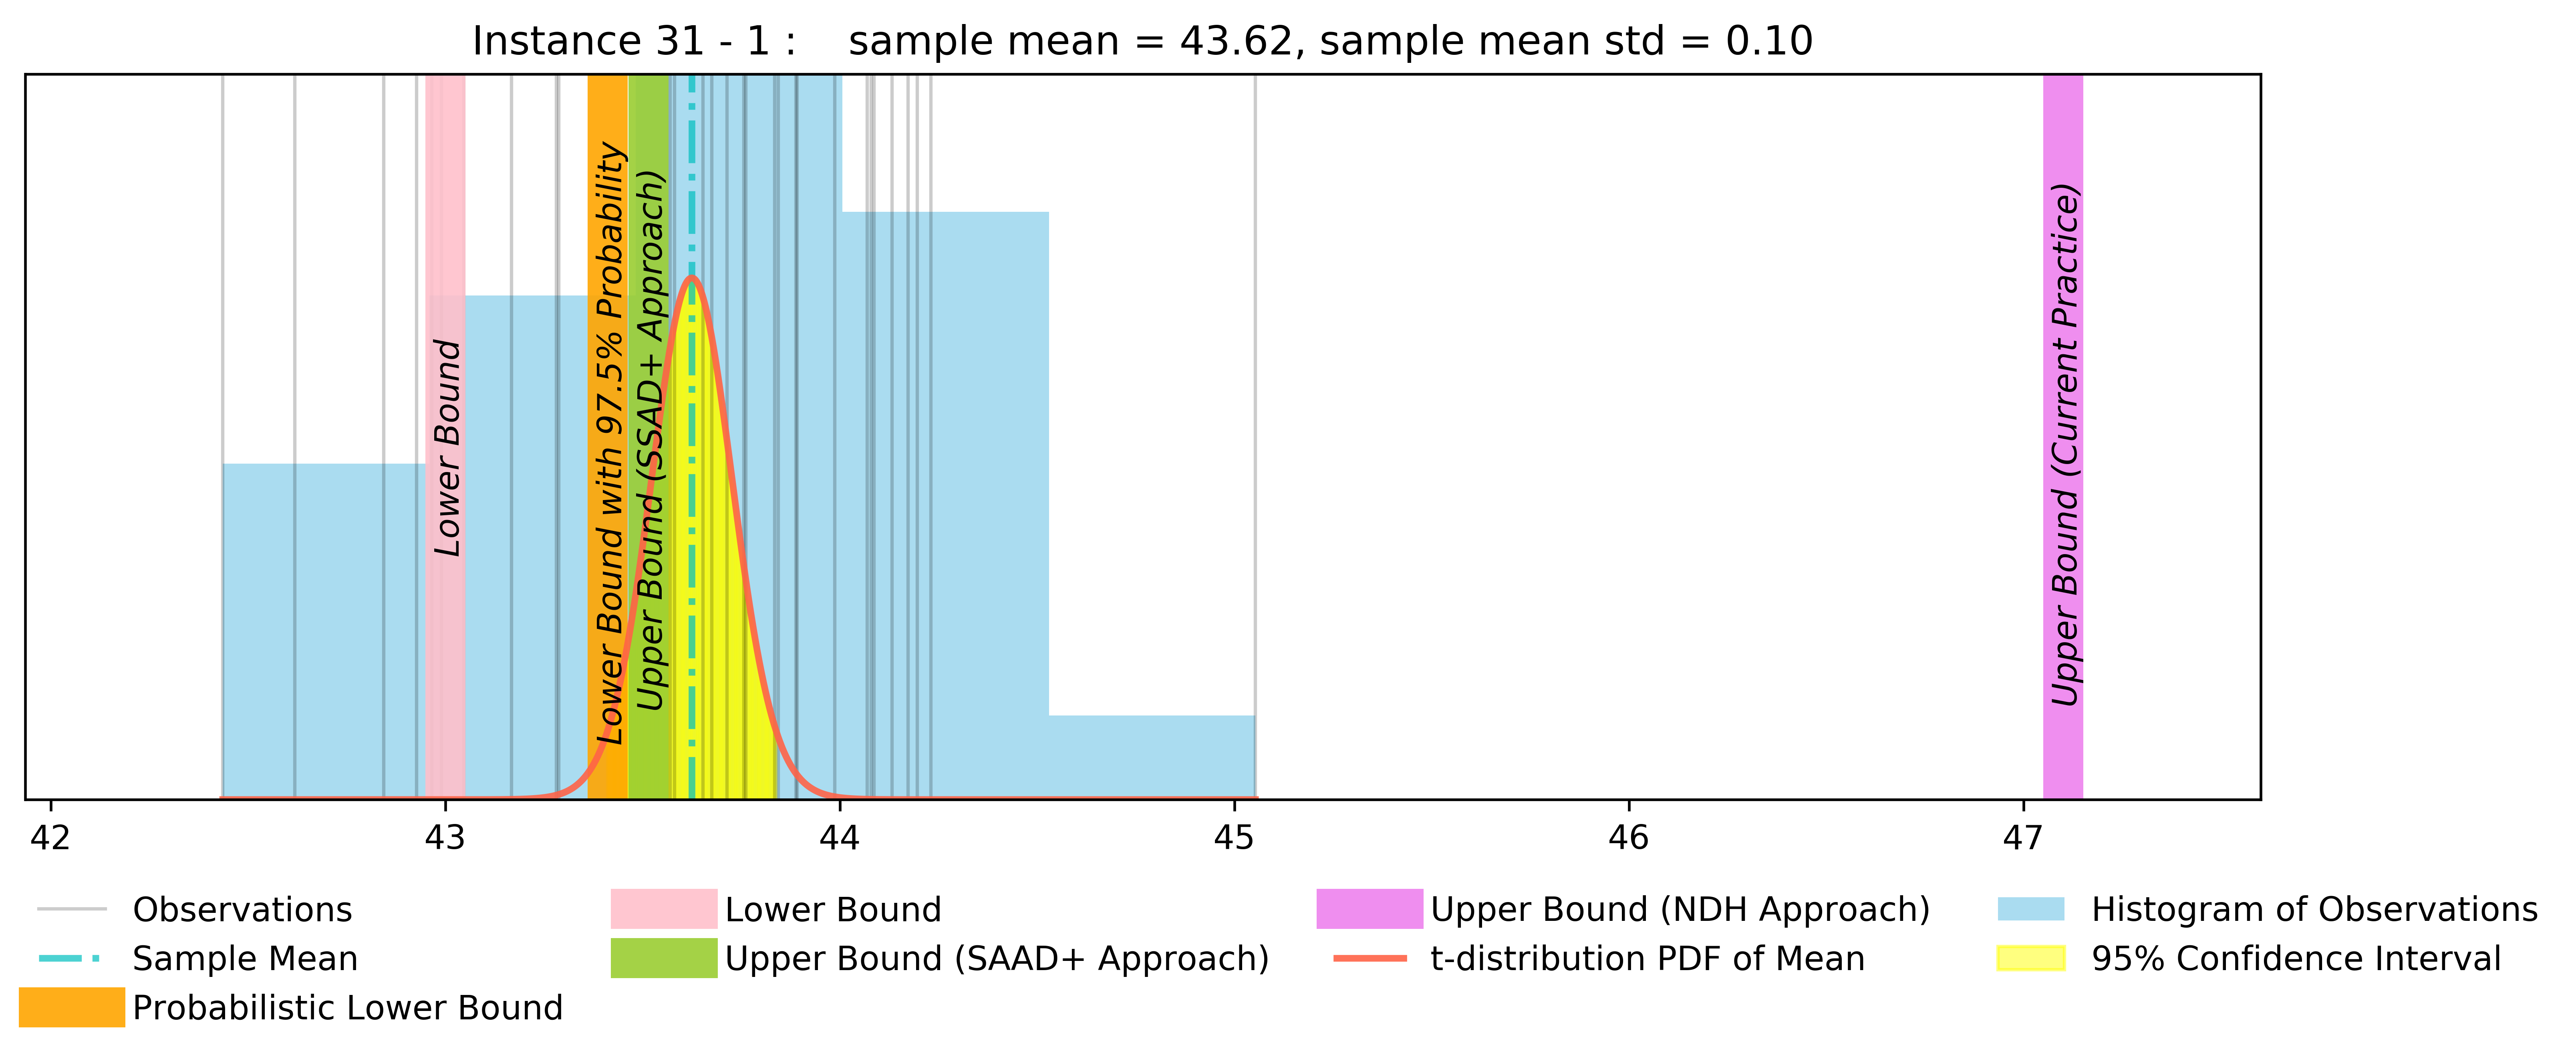 Instance 31 - 1 : sample mean = 43.62, sample mean std = 0.10
Lower Bound
Lower Bound with 97.5% Probability
Upper Bound (SSAD+ Approach)
Upper Bound (Current Practice)
42 43 44 45 46 47
Observations
Sample Mean
Probabilistic Lower Bound
Lower Bound
Upper Bound (SAAD+ Approach)
Upper Bound (NDH Approach)
t-distribution PDF of Mean
Histogram of Observations
95% Confidence Interval